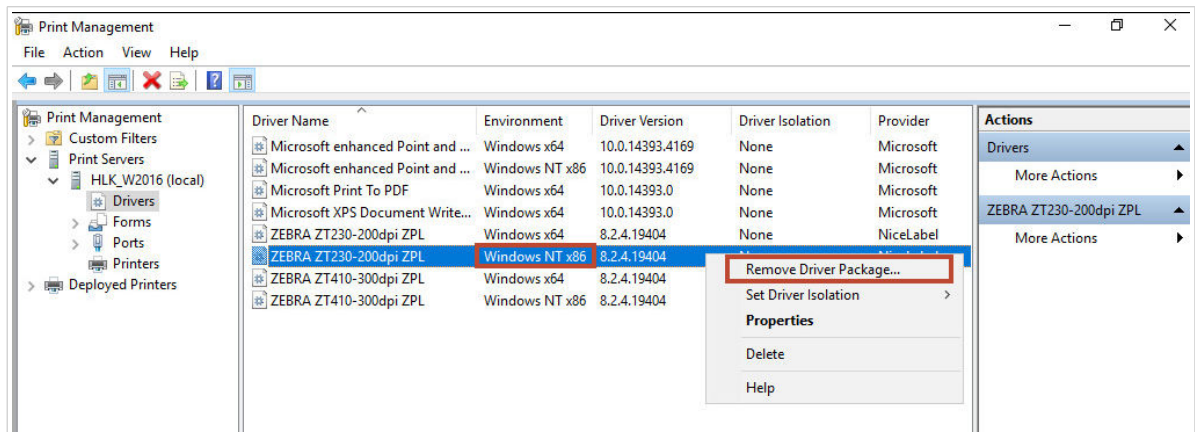 Print Management
File Action View Help
Print Management
Custom Filters
Print Servers
HLK_W2016 (local)
Drivers
Forms
Ports
Printers
Deployed Printers
Driver Name Environment Driver Version Driver Isolation Provider
Microsoft enhanced Point and ... Windows x64 10.0.14393.4169 None Microsoft
Microsoft enhanced Point and ... Windows NT x86 10.0.14393.4169 None Microsoft
Microsoft Print To PDF Windows x64 10.0.14393.0 None Microsoft
Microsoft XPS Document Write... Windows x64 10.0.14393.0 None Microsoft
ZEBRA ZT230-200dpi ZPL Windows x64 8.2.4.19404 None NiceLabel
ZEBRA ZT230-200dpi ZPL Windows NT x86 8.2.4.19404
ZEBRA ZT410-300dpi ZPL Windows x64 8.2.4.19404
ZEBRA ZT410-300dpi ZPL Windows NT x86 8.2.4.19404
Remove Driver Package...
Set Driver Isolation
Properties
Delete
Help
Actions
Drivers
More Actions
ZEBRA ZT230-200dpi ZPL
More Actions